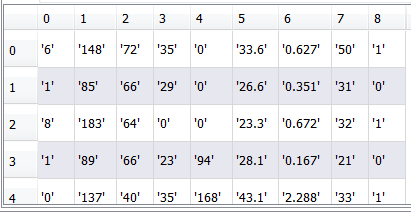 0 1 2 3 4 5 6 7 8
0 '6' '148' '72' '35' '0' '33.6' '0.627' '50' '1'
1 '1' '85' '66' '29' '0' '26.6' '0.351' '31' '0'
2 '8' '183' '64' '0' '0' '23.3' '0.672' '32' '1'
3 '1' '89' '66' '23' '94' '28.1' '0.167' '21' '0'
4 '0' '137' '40' '35' '168' '43.1' '2.288' '33' '1'